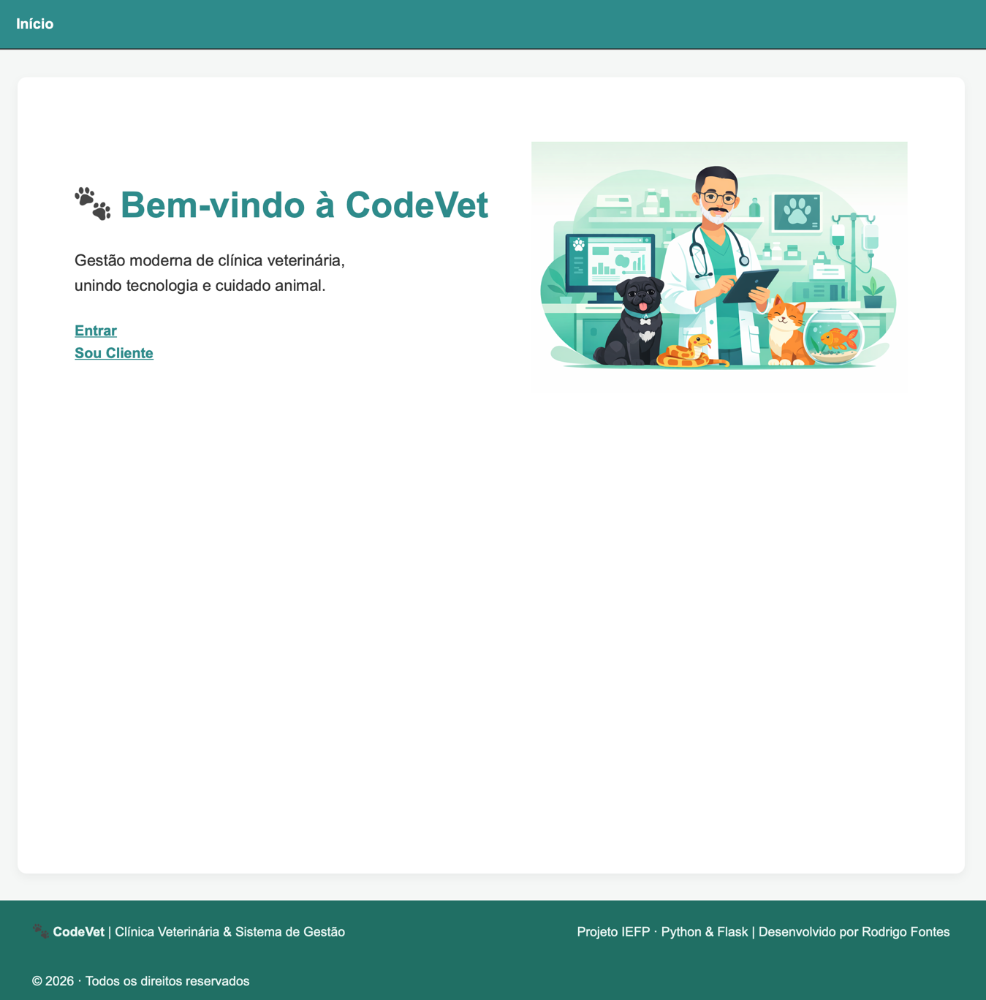 Início
🐾 Bem-vindo à CodeVet
Gestão moderna de clínica veterinária,
unindo tecnologia e cuidado animal.
Entrar
Sou Cliente
🐾 CodeVet | Clínica Veterinária & Sistema de Gestão
Projeto IEFP · Python & Flask | Desenvolvido por Rodrigo Fontes
© 2026 · Todos os direitos reservados